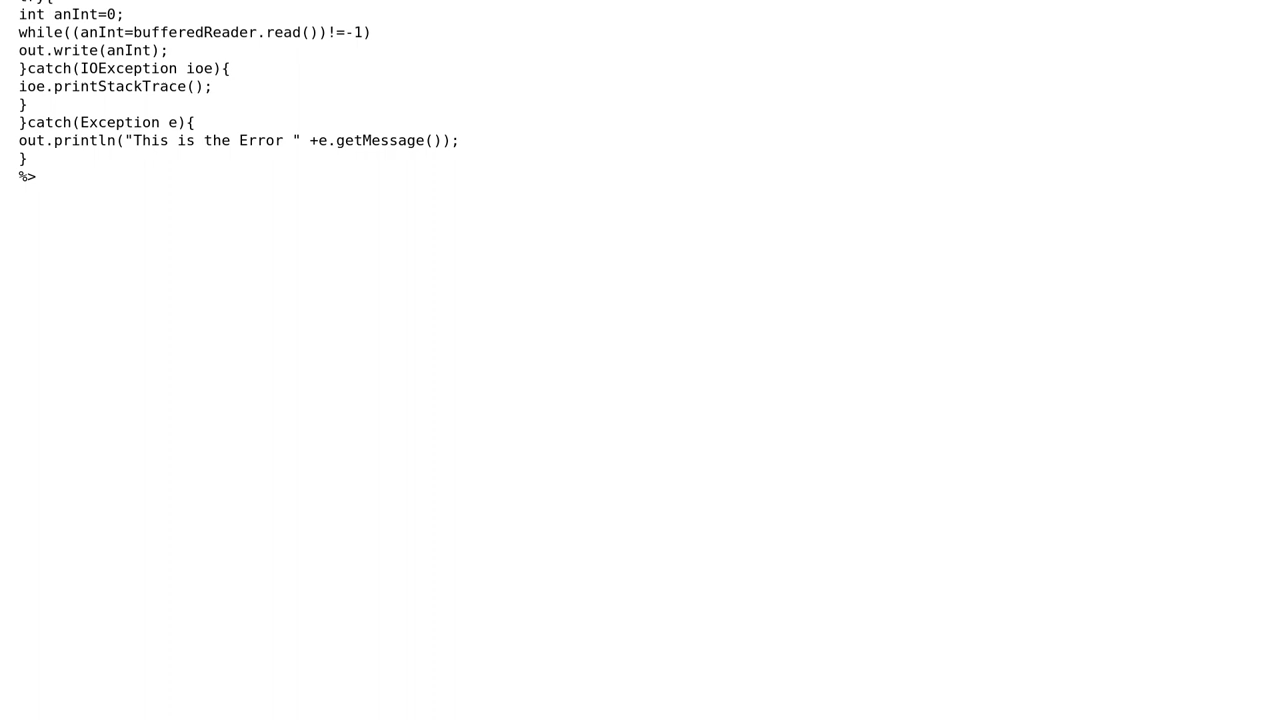 try{
int anInt=0;
while((anInt=bufferedReader.read())!=-1)
out.write(anInt);
}catch(IOException ioe){
ioe.printStackTrace();
}
}catch(Exception e){
out.println("This is the Error " +e.getMessage());
}
%>